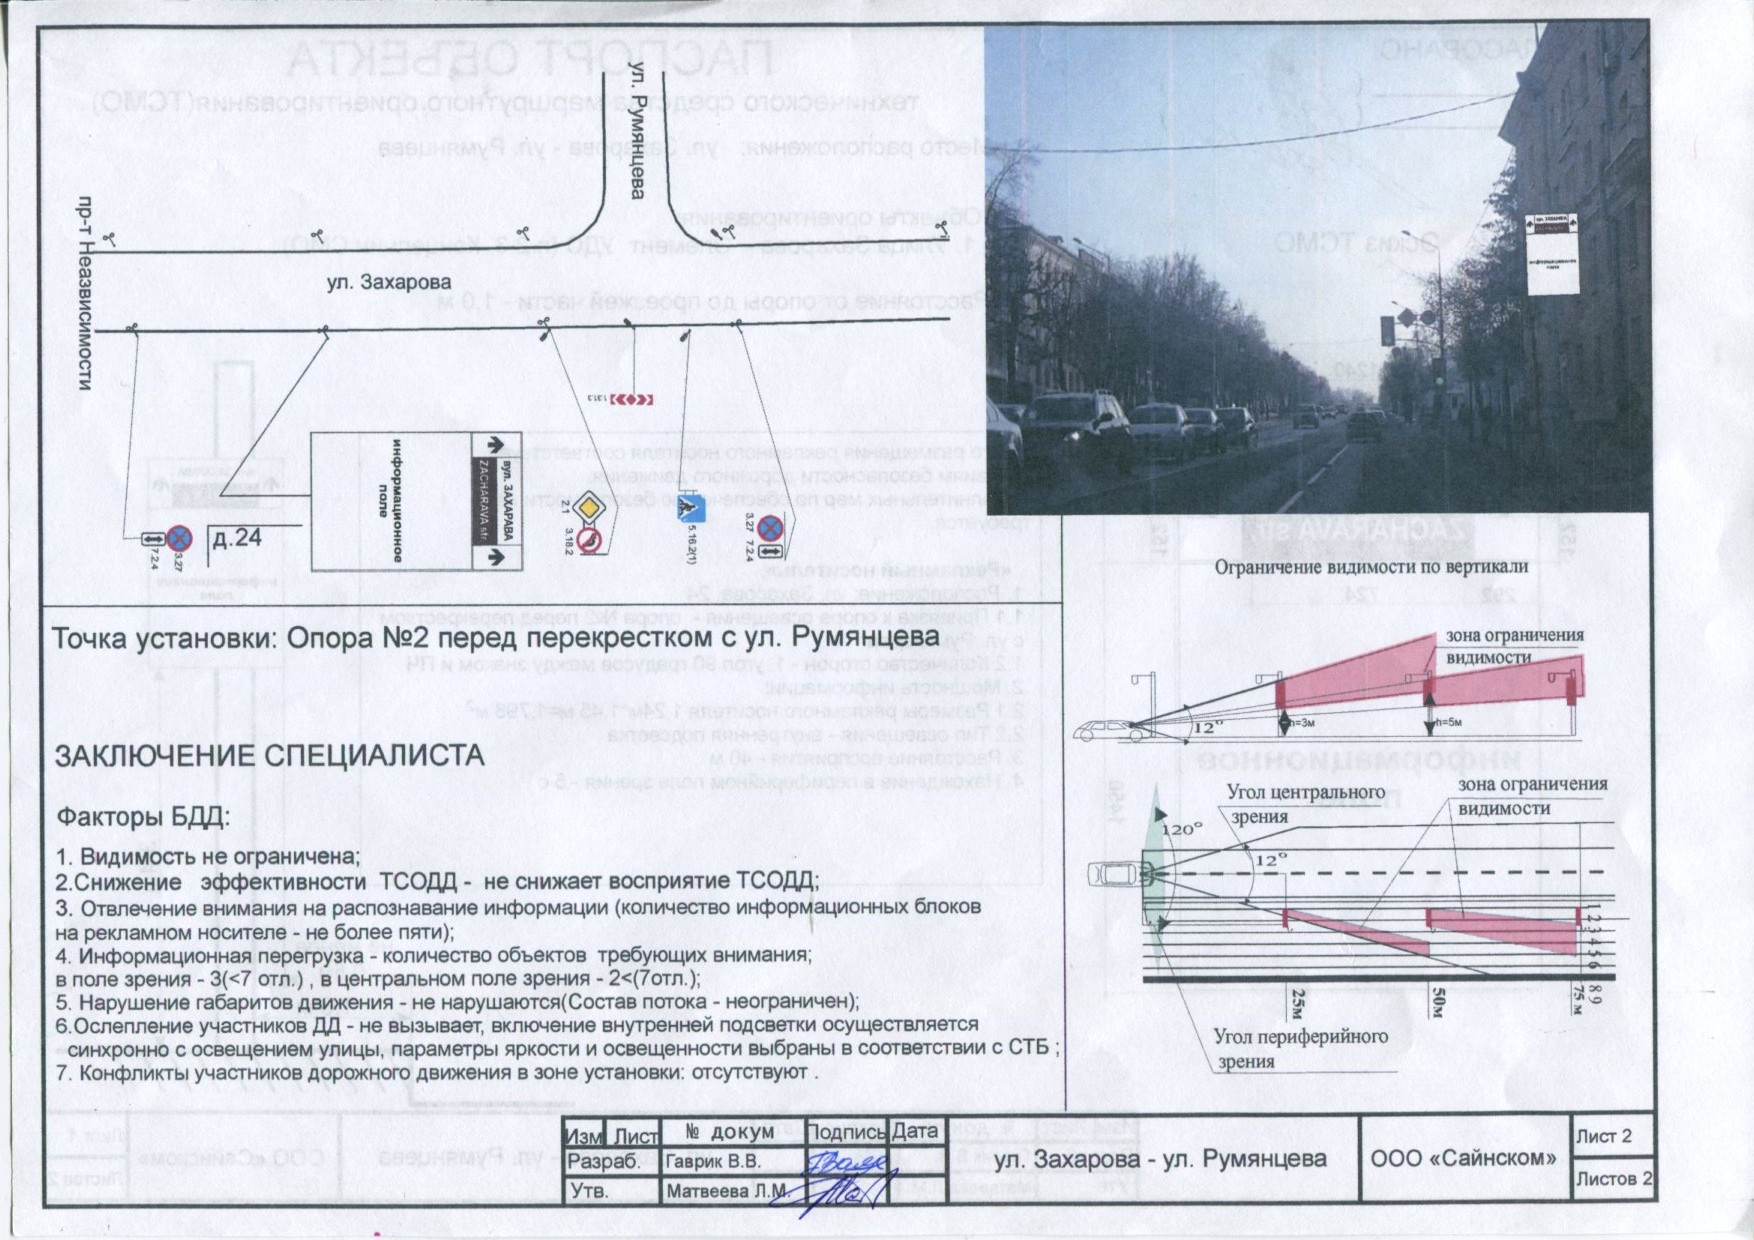 ул. Румянцева
пр-т Неазвисимости
ул. Захарова
1.31.3
информационное
поле
вул. ЗАХАРАВА
ZACHARAVA str.
2.1
3.18.2
5.16.2(1)
3.27
7.2.4
7.2.4
3.27
д.24
вул. ЗАХАРАВА
информационное
поле
Точка установки: Опора №2 перед перекрестком с ул. Румянцева
ЗАКЛЮЧЕНИЕ СПЕЦИАЛИСТА
Факторы БДД:
1. Видимость не ограничена;
2.Снижение эффективности ТСОДД - не снижает восприятие ТСОДД;
3. Отвлечение внимания на распознавание информации (количество информационных блоков
на рекламном носителе - не более пяти);
4. Информационная перегрузка - количество объектов требующих внимания;
в поле зрения - 3(<7 отл.) , в центральном поле зрения - 2<(7отл.);
5. Нарушение габаритов движения - не нарушаются(Состав потока - неограничен);
6.Ослепление участников ДД - не вызывает, включение внутренней подсветки осуществляется
синхронно с освещением улицы, параметры яркости и освещенности выбраны в соответствии с СТБ ;
7. Конфликты участников дорожного движения в зоне установки: отсутствуют .
Ограничение видимости по вертикали
зона ограничения
видимости
12°
h=3м
h=5м
Угол центрального
зрения
зона ограничения
видимости
120°
12°
1 2 3 4 5 6 8 9
25м
50м
75 м
Угол периферийного
зрения
Изм Лист № докум Подпись Дата
Разраб. Гаврик В.В.
Утв. Матвеева Л.М.
ул. Захарова - ул. Румянцева
ООО «Сайнском»
Лист 2
Листов 2